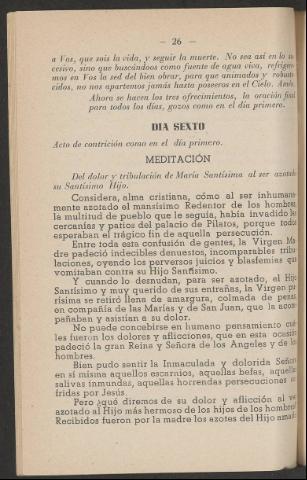 — 26 —
a Vos, que sois la vida, y seguir la muerte. No sea así en lo su-
cesivo, sino que buscándoos como fuente de agua viva, refrigere-
mos en Vos la sed del bien obrar, para que animados y robuste-
cidos, no nos apartemos jamás hasta poseeros en el Cielo. Amén.
Ahora se hacen los tres ofrecimientos, la oración final
para todos los días, gozos como en el día primero.
DIA SEXTO
Acto de contrición como en el día primero.
MEDITACIÓN
Del dolor y tribulación de María Santísima al ser azotado
su Santísimo Hijo.
Considera, alma cristiana, cómo al ser inhumana-
mente azotado el mansísimo Redentor de los hombres,
la multitud de pueblo que le seguía, había invadido las
cercanías y patios del palacio de Pilatos, porque todos
esperaban el trágico fin de aquella persecución.
Entre toda esta confusión de gentes, la Virgen Ma-
dre padeció indecibles denuestos, incomparables tribu-
laciones, oyendo los perversos juicios y blasfemias que
vomitaban contra su Hijo Santísimo.
Y cuando lo desnudan, para ser azotado, el Hijo
Santísimo y muy querido de sus entrañas, la Virgen pu-
rísima se retiró llena de amargura, colmada de penas
en compañía de las Marías y de San Juan, que la acom-
pañaban y asistían a su dolor.
No puede concebirse en humano pensamiento cuá-
les fueron los dolores y aflicciones, que en esta ocasión
padeció la gran Reina y Señora de los Angeles y de los
hombres.
Bien pudo sentir la Inmaculada y dolorida Señora
en sí misma aquellos escarnios, aquellas befas, aquellas
salivas inmundas, aquellas horrendas persecuciones su-
fridas por Jesús.
Pero ¿qué diremos de su dolor y aflicción al ver
azotado al Hijo más hermoso de los hijos de los hombres?
Recibidos fueron por la madre los azotes del Hijo amado